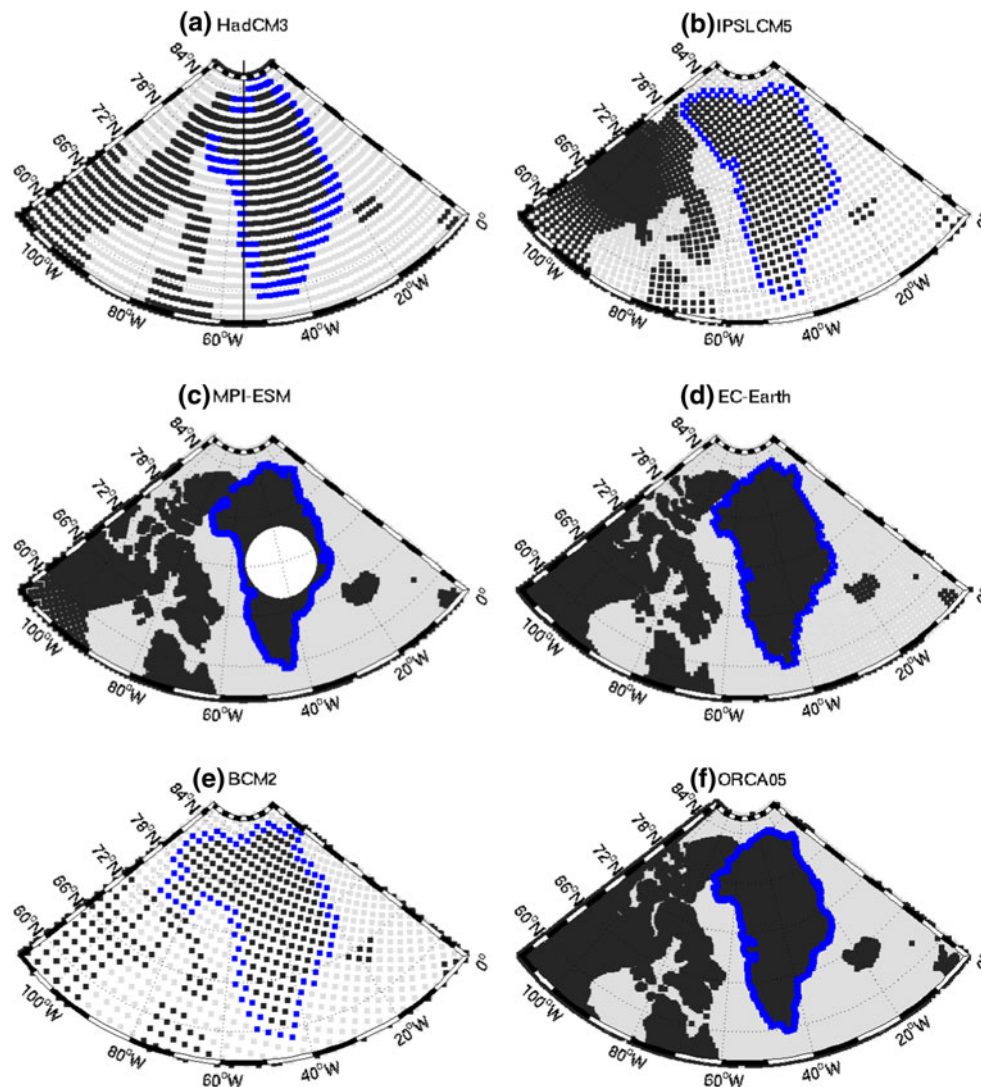 (a) HadCM3
84°N
78°N
72°N
66°N
60°N
100°W
80°W
60°W
40°W
20°W
0°
(b) IPSLCM5
84°N
78°N
72°N
66°N
60°N
100°W
80°W
60°W
40°W
20°W
0°
(c) MPI-ESM
84°N
78°N
72°N
66°N
60°N
100°W
80°W
60°W
40°W
20°W
0°
(d) EC-Earth
84°N
78°N
72°N
66°N
60°N
100°W
80°W
60°W
40°W
20°W
0°
(e) BCM2
84°N
78°N
72°N
66°N
60°N
100°W
80°W
60°W
40°W
20°W
0°
(f) ORCA05
84°N
78°N
72°N
66°N
60°N
100°W
80°W
60°W
40°W
20°W
0°